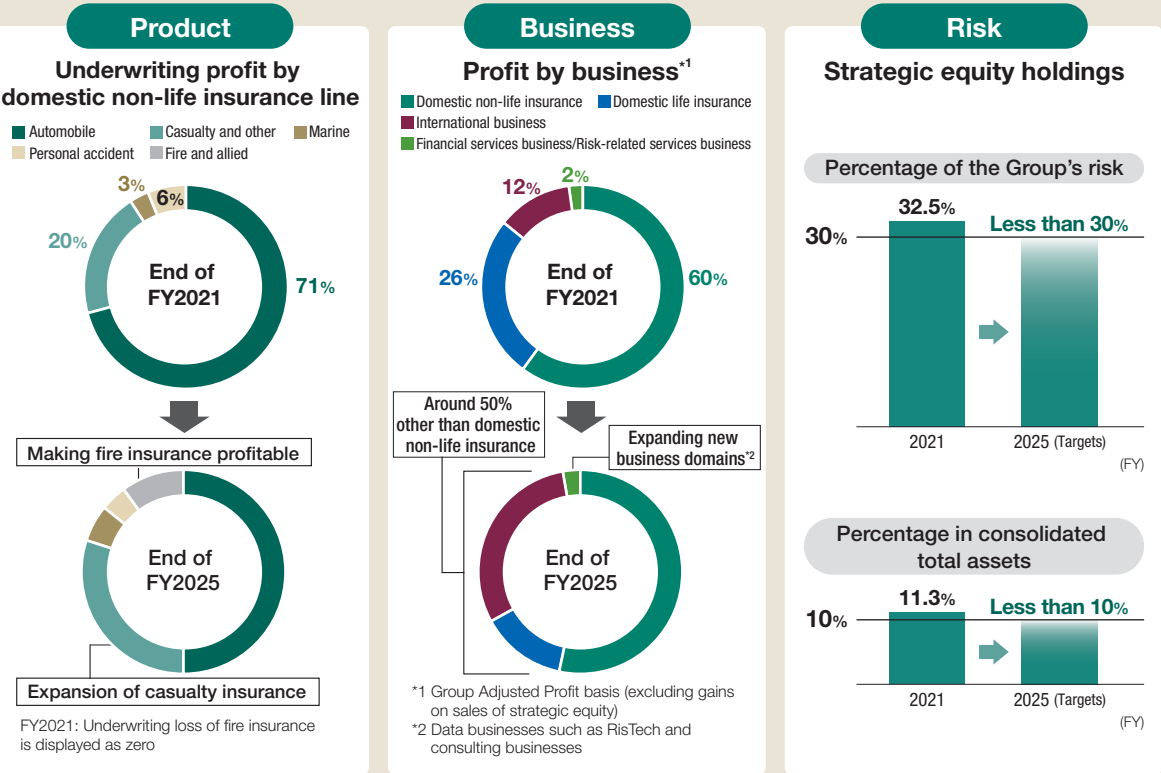 Product
Underwriting profit by
domestic non-life insurance line
Automobile
Casualty and other
Marine
Personal accident
Fire and allied
3%
6%
20%
71%
End of
FY2021
Making fire insurance profitable
End of
FY2025
Expansion of casualty insurance
FY2021: Underwriting loss of fire insurance
is displayed as zero
Business
Profit by business*1
Domestic non-life insurance
Domestic life insurance
International business
Financial services business/Risk-related services business
12%
2%
26%
60%
End of
FY2021
Around 50%
other than domestic
non-life insurance
Expanding new
business domains*2
End of
FY2025
*1 Group Adjusted Profit basis (excluding gains
on sales of strategic equity)
*2 Data businesses such as RisTech and
consulting businesses
Risk
Strategic equity holdings
Percentage of the Group's risk
32.5%
Less than 30%
30%
2021
2025 (Targets)
(FY)
Percentage in consolidated
total assets
11.3%
Less than 10%
10%
2021
2025 (Targets)
(FY)